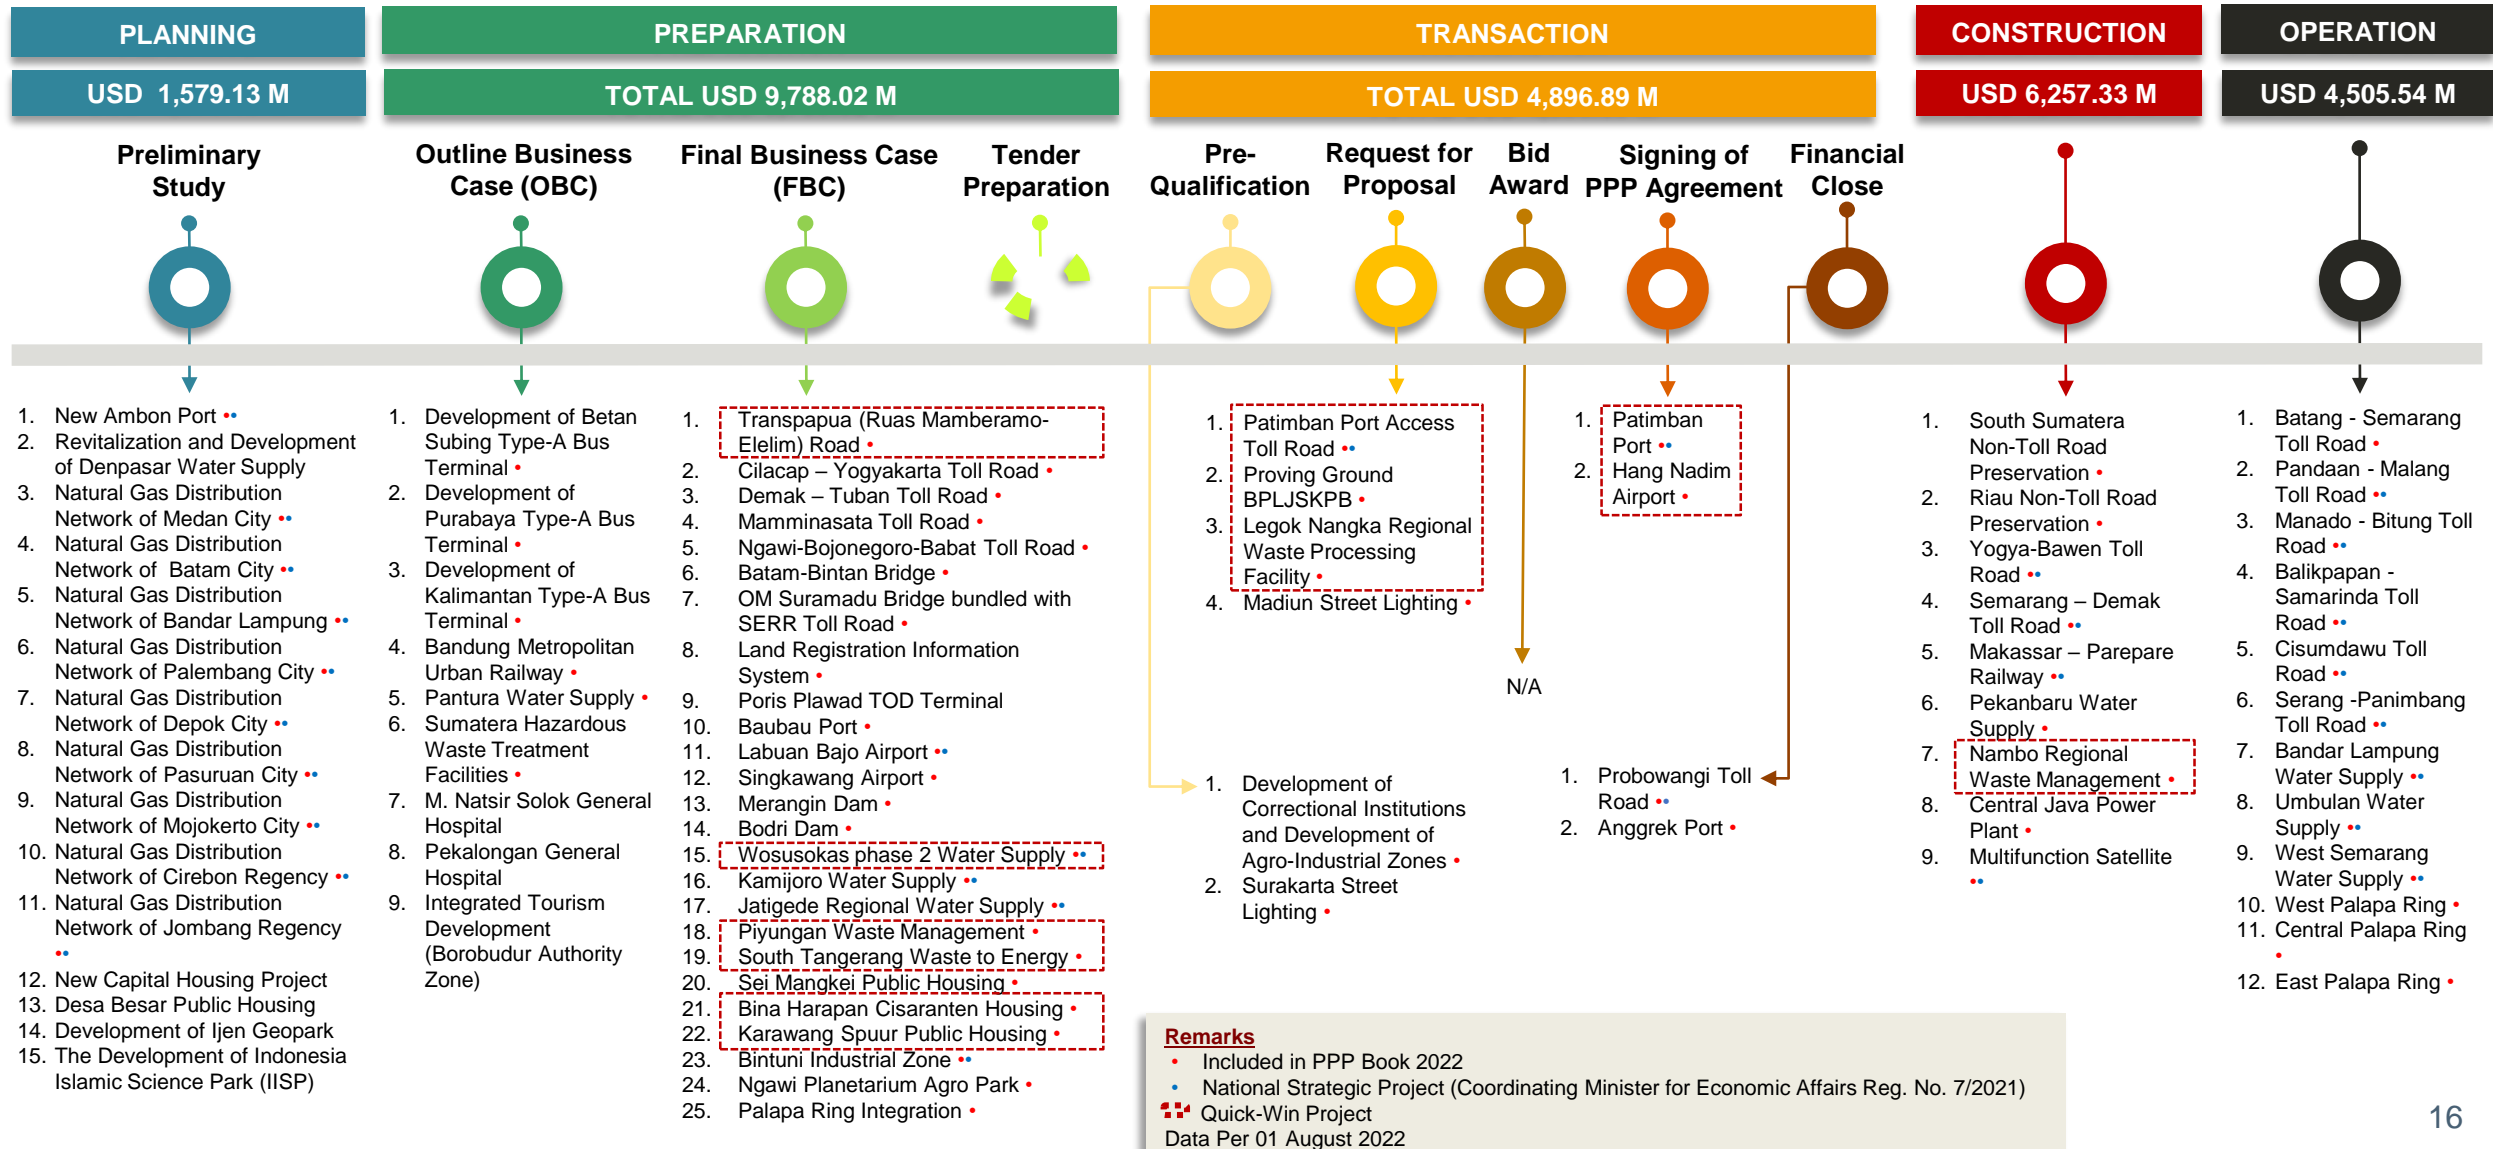 PLANNING
USD 1,579.13 M
Preliminary
Study
1. New Ambon Port ••
2. Revitalization and Development
of Denpasar Water Supply
3. Natural Gas Distribution
Network of Medan City ••
4. Natural Gas Distribution
Network of Batam City ••
5. Natural Gas Distribution
Network of Bandar Lampung ••
6. Natural Gas Distribution
Network of Palembang City ••
7. Natural Gas Distribution
Network of Depok City ••
8. Natural Gas Distribution
Network of Pasuruan City ••
9. Natural Gas Distribution
Network of Mojokerto City ••
10. Natural Gas Distribution
Network of Cirebon Regency ••
11. Natural Gas Distribution
Network of Jombang Regency
••
12. New Capital Housing Project
13. Desa Besar Public Housing
14. Development of Ijen Geopark
15. The Development of Indonesia
Islamic Science Park (IISP)
PREPARATION
TOTAL USD 9,788.02 M
Outline Business
Case (OBC)
1. Development of Betan
Subing Type-A Bus
Terminal •
2. Development of
Purabaya Type-A Bus
Terminal •
3. Development of
Kalimantan Type-A Bus
Terminal •
4. Bandung Metropolitan
Urban Railway •
5. Pantura Water Supply •
6. Sumatera Hazardous
Waste Treatment
Facilities •
7. M. Natsir Solok General
Hospital
8. Pekalongan General
Hospital
9. Integrated Tourism
Development
(Borobudur Authority
Zone)
Final Business Case
(FBC)
1. Transpapua (Ruas Mamberamo-
Elelim) Road •
2. Cilacap – Yogyakarta Toll Road •
3. Demak – Tuban Toll Road •
4. Mamminasata Toll Road •
5. Ngawi-Bojonegoro-Babat Toll Road •
6. Batam-Bintan Bridge •
7. OM Suramadu Bridge bundled with
SERR Toll Road •
8. Land Registration Information
System •
9. Poris Plawad TOD Terminal
10. Baubau Port •
11. Labuan Bajo Airport ••
12. Singkawang Airport •
13. Merangin Dam •
14. Bodri Dam •
15. Wosusokas phase 2 Water Supply ••
16. Kamijoro Water Supply ••
17. Jatigede Regional Water Supply ••
18. Piyungan Waste Management •
19. South Tangerang Waste to Energy •
20. Sei Mangkei Public Housing •
21. Bina Harapan Cisaranten Housing •
22. Karawang Spuur Public Housing •
23. Bintuni Industrial Zone ••
24. Ngawi Planetarium Agro Park •
25. Palapa Ring Integration •
Tender
Preparation
TRANSACTION
TOTAL USD 4,896.89 M
Pre-
Qualification
1. Development of
Correctional Institutions
and Development of
Agro-Industrial Zones •
2. Surakarta Street
Lighting •
Request for
Proposal
1. Patimban Port Access
Toll Road ••
2. Proving Ground
BPLJSKPB •
3. Legok Nangka Regional
Waste Processing
Facility •
4. Madiun Street Lighting •
Bid
Award
N/A
Signing of
PPP Agreement
1. Patimban
Port ••
2. Hang Nadim
Airport •
Financial
Close
1. Probowangi Toll
Road ••
2. Anggrek Port •
CONSTRUCTION
USD 6,257.33 M
1. South Sumatera
Non-Toll Road
Preservation •
2. Riau Non-Toll Road
Preservation •
3. Yogya-Bawen Toll
Road ••
4. Semarang – Demak
Toll Road ••
5. Makassar – Parepare
Railway ••
6. Pekanbaru Water
Supply •
7. Nambo Regional
Waste Management •
8. Central Java Power
Plant •
9. Multifunction Satellite
••
OPERATION
USD 4,505.54 M
1. Batang - Semarang
Toll Road •
2. Pandaan - Malang
Toll Road ••
3. Manado - Bitung Toll
Road ••
4. Balikpapan -
Samarinda Toll
Road ••
5. Cisumdawu Toll
Road ••
6. Serang -Panimbang
Toll Road ••
7. Bandar Lampung
Water Supply ••
8. Umbulan Water
Supply ••
9. West Semarang
Water Supply ••
10. West Palapa Ring •
11. Central Palapa Ring
•
12. East Palapa Ring •
Remarks
• Included in PPP Book 2022
• National Strategic Project (Coordinating Minister for Economic Affairs Reg. No. 7/2021)
Quick-Win Project
Data Per 01 August 2022
16